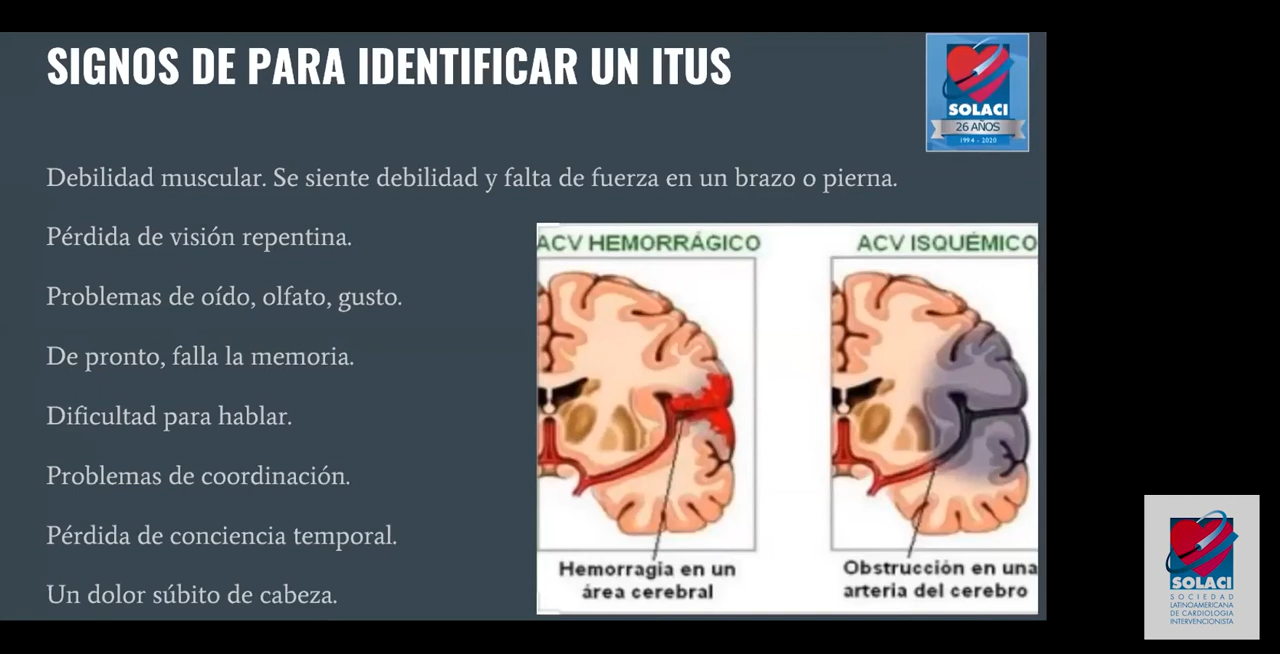 SIGNOS DE PARA IDENTIFICAR UN ITUS
SOLACI
26 AÑOS
1994 - 2020
Debilidad muscular. Se siente debilidad y falta de fuerza en un brazo o pierna.
Pérdida de visión repentina.
Problemas de oído, olfato, gusto.
De pronto, falla la memoria.
Dificultad para hablar.
Problemas de coordinación.
Pérdida de conciencia temporal.
Un dolor súbito de cabeza.
ACV HEMORRÁGICO
ACV ISQUÉMICO
Hemorragia en un
área cerebral
Obstrucción en una
arteria del cerebro
SOLACI
SOCIEDAD
LATINOAMERICANA
DE CARDIOLOGIA
INTERVENCIONISTA